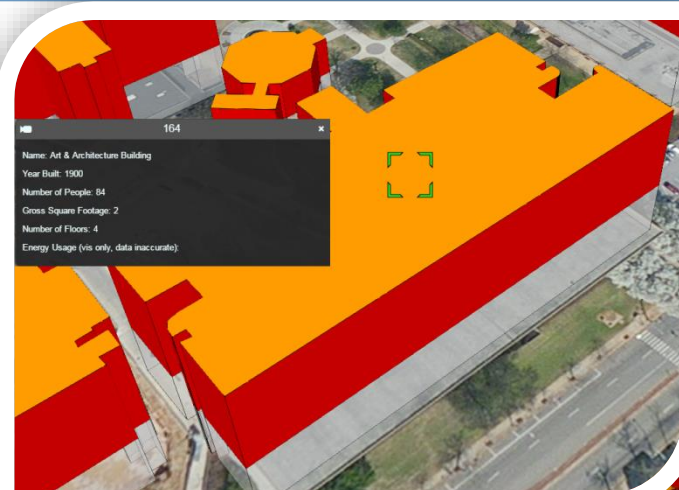 164
Name: Art & Architecture Building
Year Built: 1900
Number of People: 84
Gross Square Footage: 2
Number of Floors: 4
Energy Usage (vis only, data inaccurate):